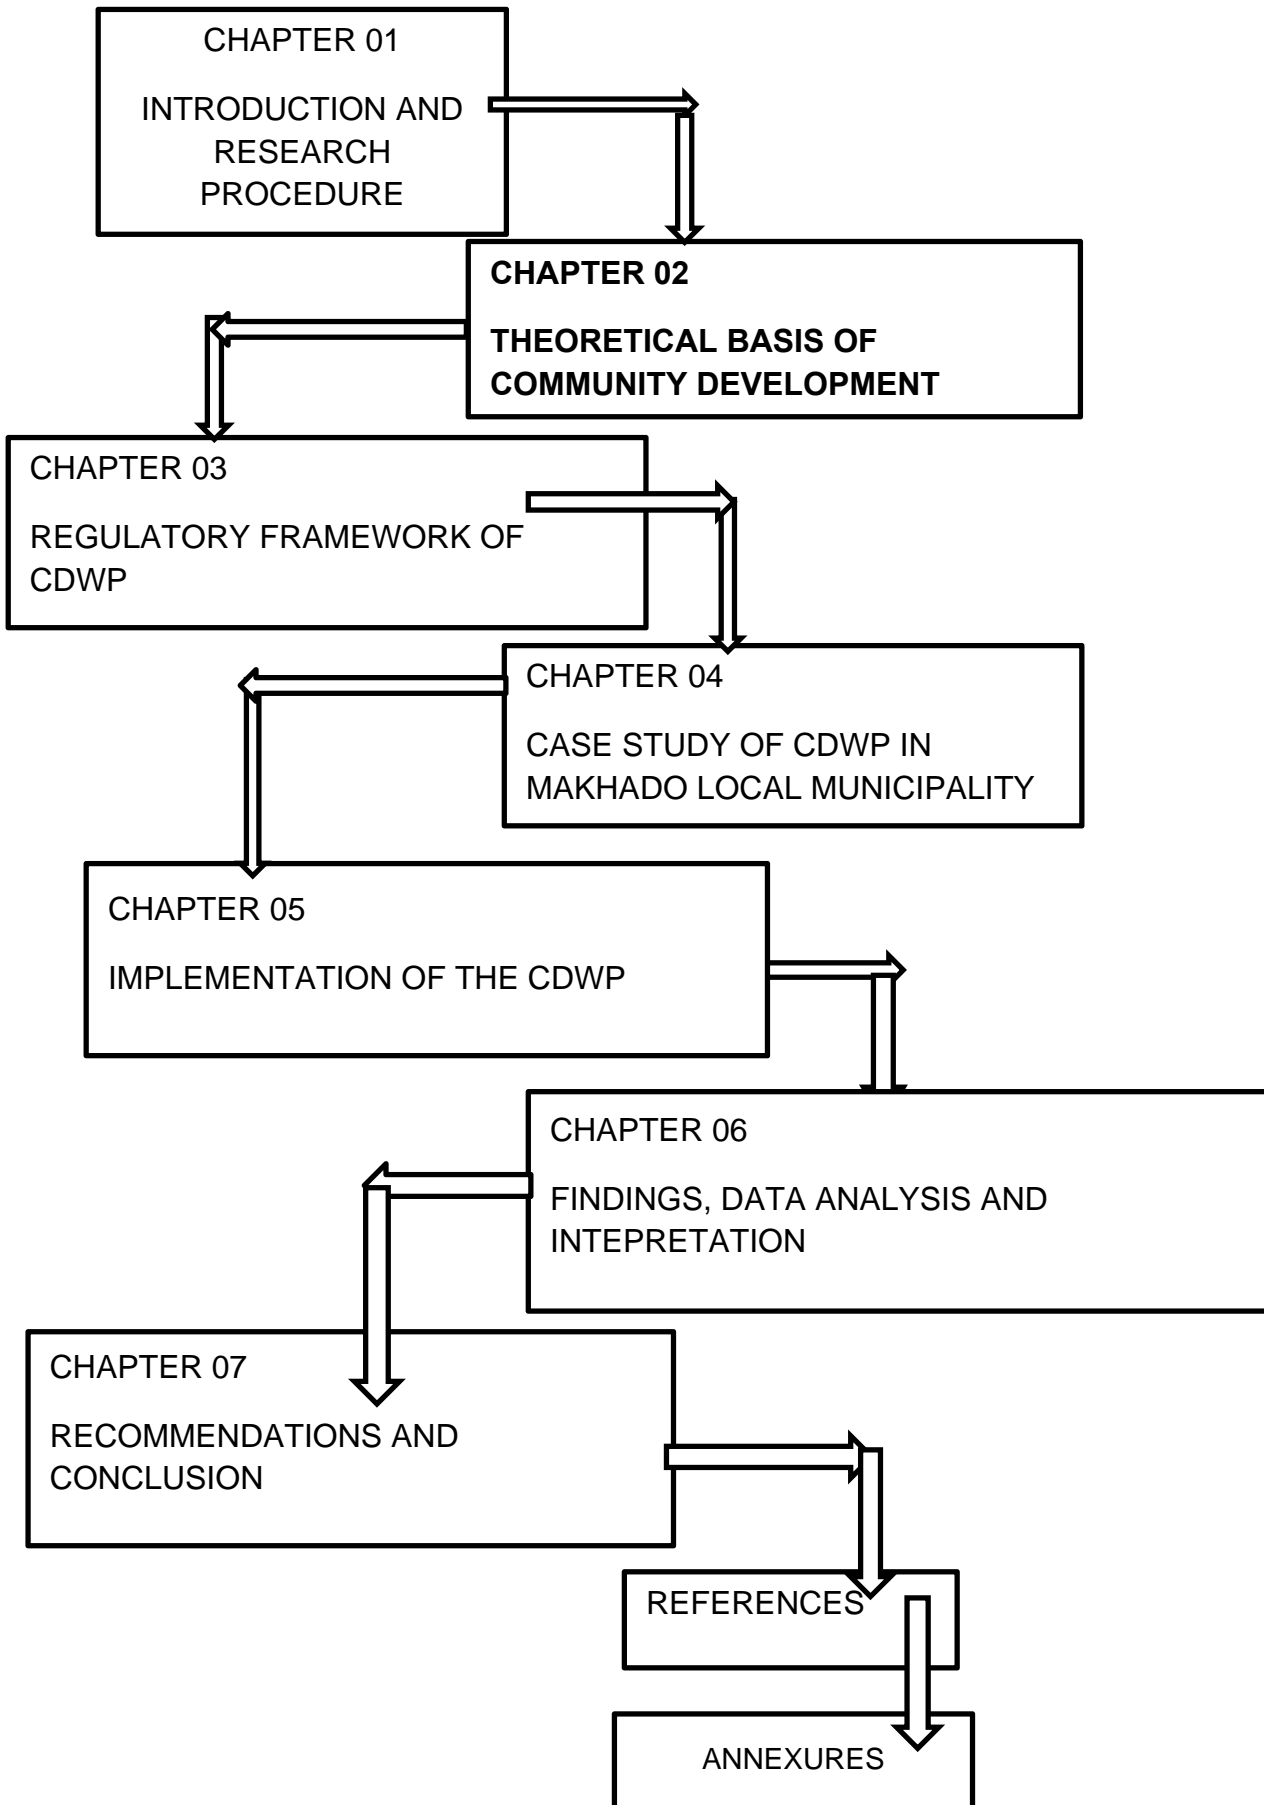 CHAPTER 01
INTRODUCTION AND
RESEARCH
PROCEDURE
CHAPTER 02
THEORETICAL BASIS OF
COMMUNITY DEVELOPMENT
CHAPTER 03
REGULATORY FRAMEWORK OF
CDWP
CHAPTER 04
CASE STUDY OF CDWP IN
MAKHADO LOCAL MUNICIPALITY
CHAPTER 05
IMPLEMENTATION OF THE CDWP
CHAPTER 06
FINDINGS, DATA ANALYSIS AND
INTEPRETATION
CHAPTER 07
RECOMMENDATIONS AND
CONCLUSION
REFERENCES
ANNEXURES